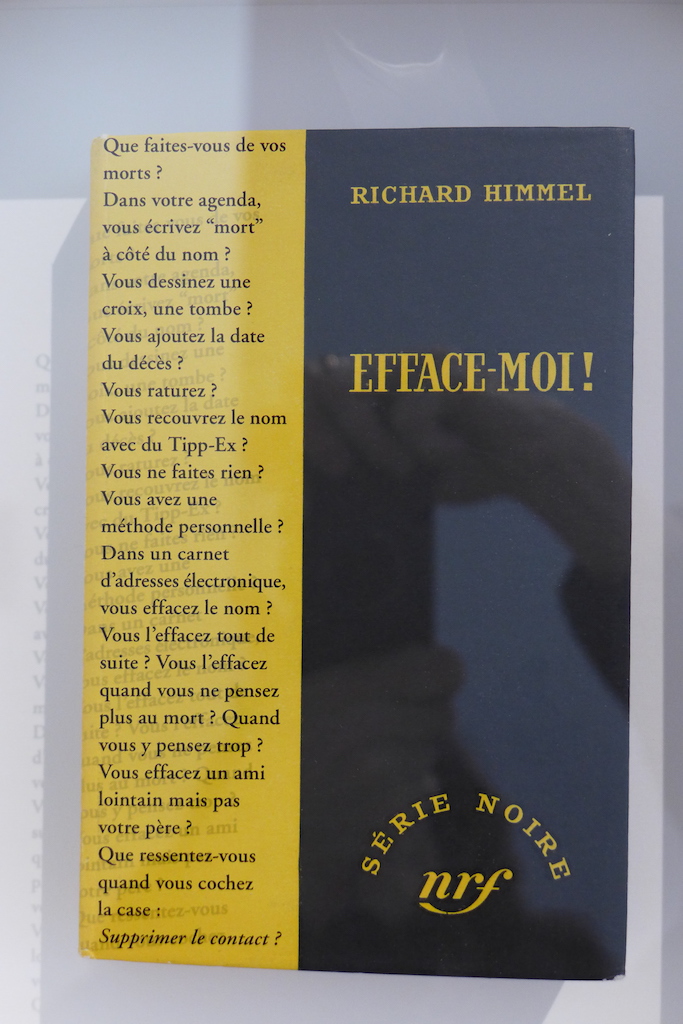 Que faites-vous de vos
morts ?
Dans votre agenda,
vous écrivez “mort”
à côté du nom ?
Vous dessinez une
croix, une tombe ?
Vous ajoutez la date
du décès ?
Vous raturez ?
Vous recouvrez le nom
avec du Tipp-Ex ?
Vous ne faites rien ?
Vous avez une
méthode personnelle ?
Dans un carnet
d’adresses électronique,
vous effacez le nom ?
Vous l’effacez tout de
suite ? Vous l’effacez
quand vous ne pensez
plus au mort ? Quand
vous y pensez trop ?
Vous effacez un ami
lointain mais pas
votre père ?
Que ressentez-vous
quand vous cochez
la case :
Supprimer le contact ?
RICHARD HIMMEL
EFFACE-MOI !
SÉRIE NOIRE
nrf